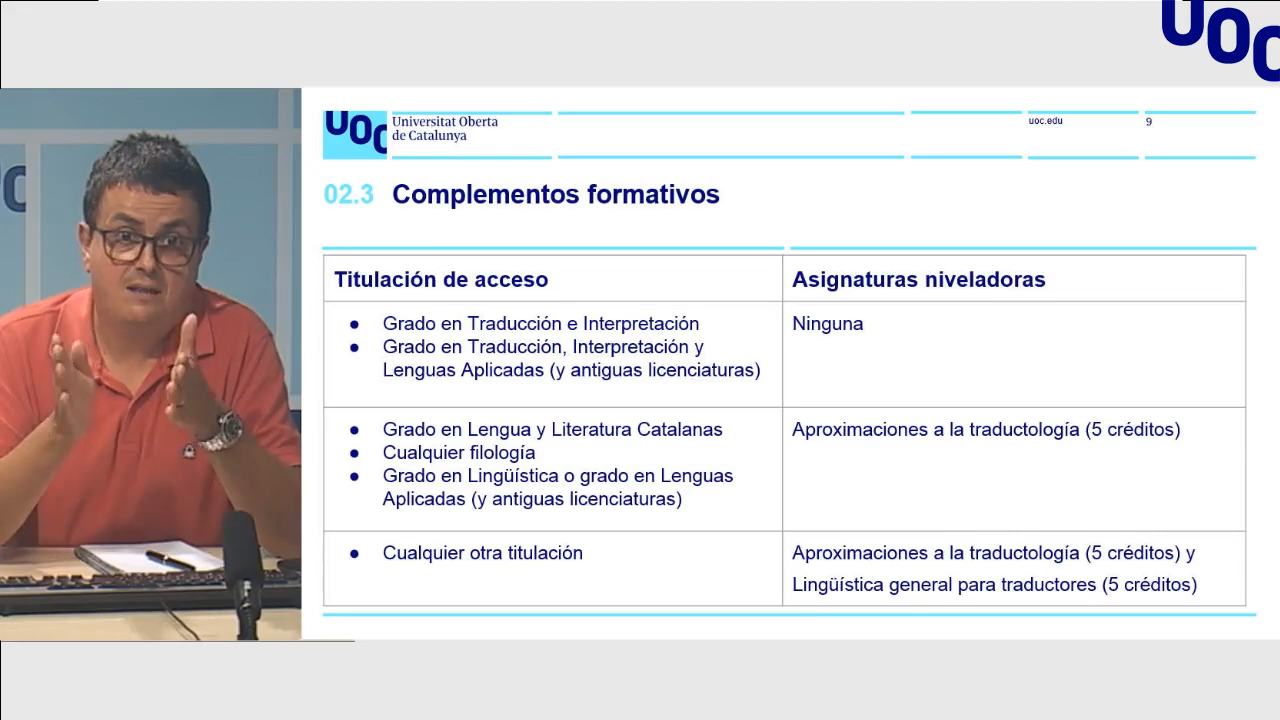 UOC
UOC
Universitat Oberta
de Catalunya
uoc.edu
9
02.3 Complementos formativos
Titulación de acceso
Asignaturas niveladoras
● Grado en Traducción e Interpretación
● Grado en Traducción, Interpretación y
Lenguas Aplicadas (y antiguas licenciaturas)
Ninguna
● Grado en Lengua y Literatura Catalanas
● Cualquier filología
● Grado en Lingüística o grado en Lenguas
Aplicadas (y antiguas licenciaturas)
Aproximaciones a la traductología (5 créditos)
● Cualquier otra titulación
Aproximaciones a la traductología (5 créditos) y
Lingüística general para traductores (5 créditos)